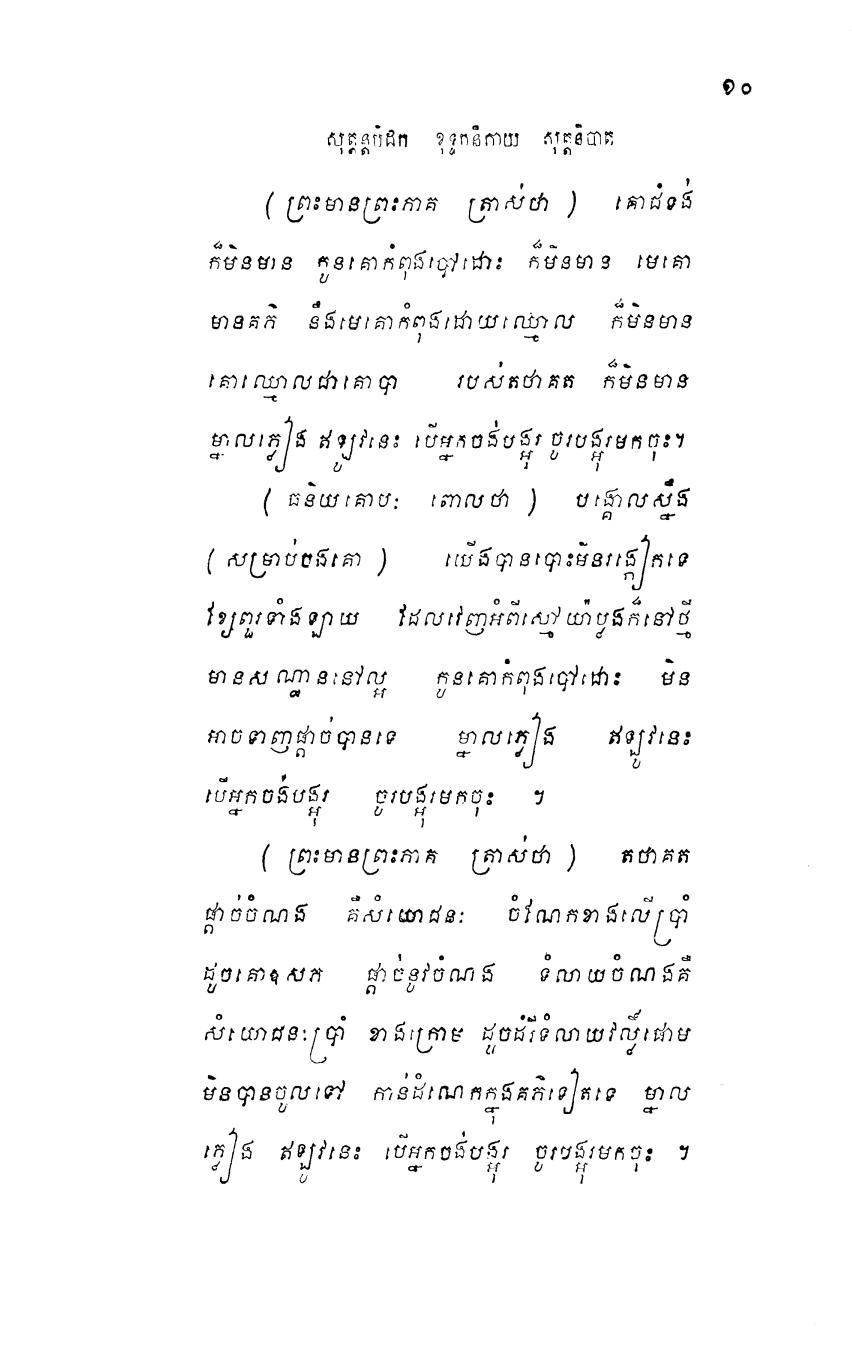 ១០
សុត្តន្តបិដក ខុទ្ទកនិកាយ សុត្តនិបាត
( ព្រះមានព្រះភាគ ត្រាស់ថា ) គោជំទង់
ក៏មិនមាន កូនគោកំពុងបៅដោះ ក៏មិនមាន មេគោ
មានគភ៌ នឹងមេគោកំពុងដោយឈ្មោល ក៏មិនមាន
គោឈ្មោលជាគោបា របស់តថាគត ក៏មិនមាន
ម្នាលភ្លៀង ឥឡូវនេះ បើអ្នកចង់បង្អុរ ចូរបង្អុរមកចុះ។
( ធនិយគោបៈ ពោលថា ) បង្គោលស្នឹង
( សម្រាប់ចងគោ ) យើងបានបោះមិនរង្គើកទេ
ខ្សែពួរទាំងឡាយ ដែលវេញអំពីស្មៅយ៉ាប្លងក៏នៅថ្មី
មានសណ្ឋាននៅល្អ កូនគោកំពុងបៅដោះ មិន
អាចទាញផ្តាច់បានទេ ម្នាលភ្លៀង ឥឡូវនេះ
បើអ្នកចង់បង្អុរ ចូរបង្អុរមកចុះ ។
( ព្រះមានព្រះភាគ ត្រាស់ថា ) តថាគត
ផ្តាច់ចំណង គឺសំយោជនៈ ចំណែកខាងលើប្រាំ
ដូចគោឧសភ ផ្តាច់នូវចំណង ទំលាយចំណងគឺ
សំយោជនៈប្រាំ ខាងក្រោម ដូចដំរីទំលាយវល្លិ៍ផោម
មិនបានចូលទៅ កាន់ដំណេកក្នុងគភ៌ទៀតទេ ម្នាល
ភ្លៀង ឥឡូវនេះ បើអ្នកចង់បង្អុរ ចូរបង្អុរមកចុះ ។